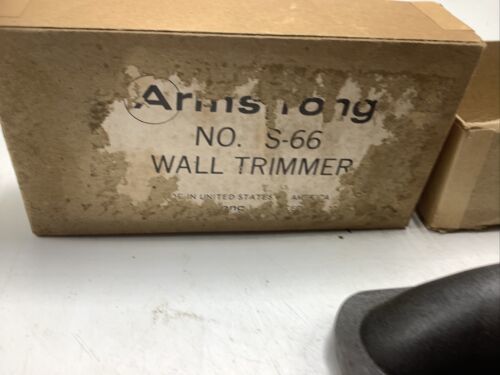 Armstrong
NO. S-66
WALL TRIMMER
IN UNITED STATES